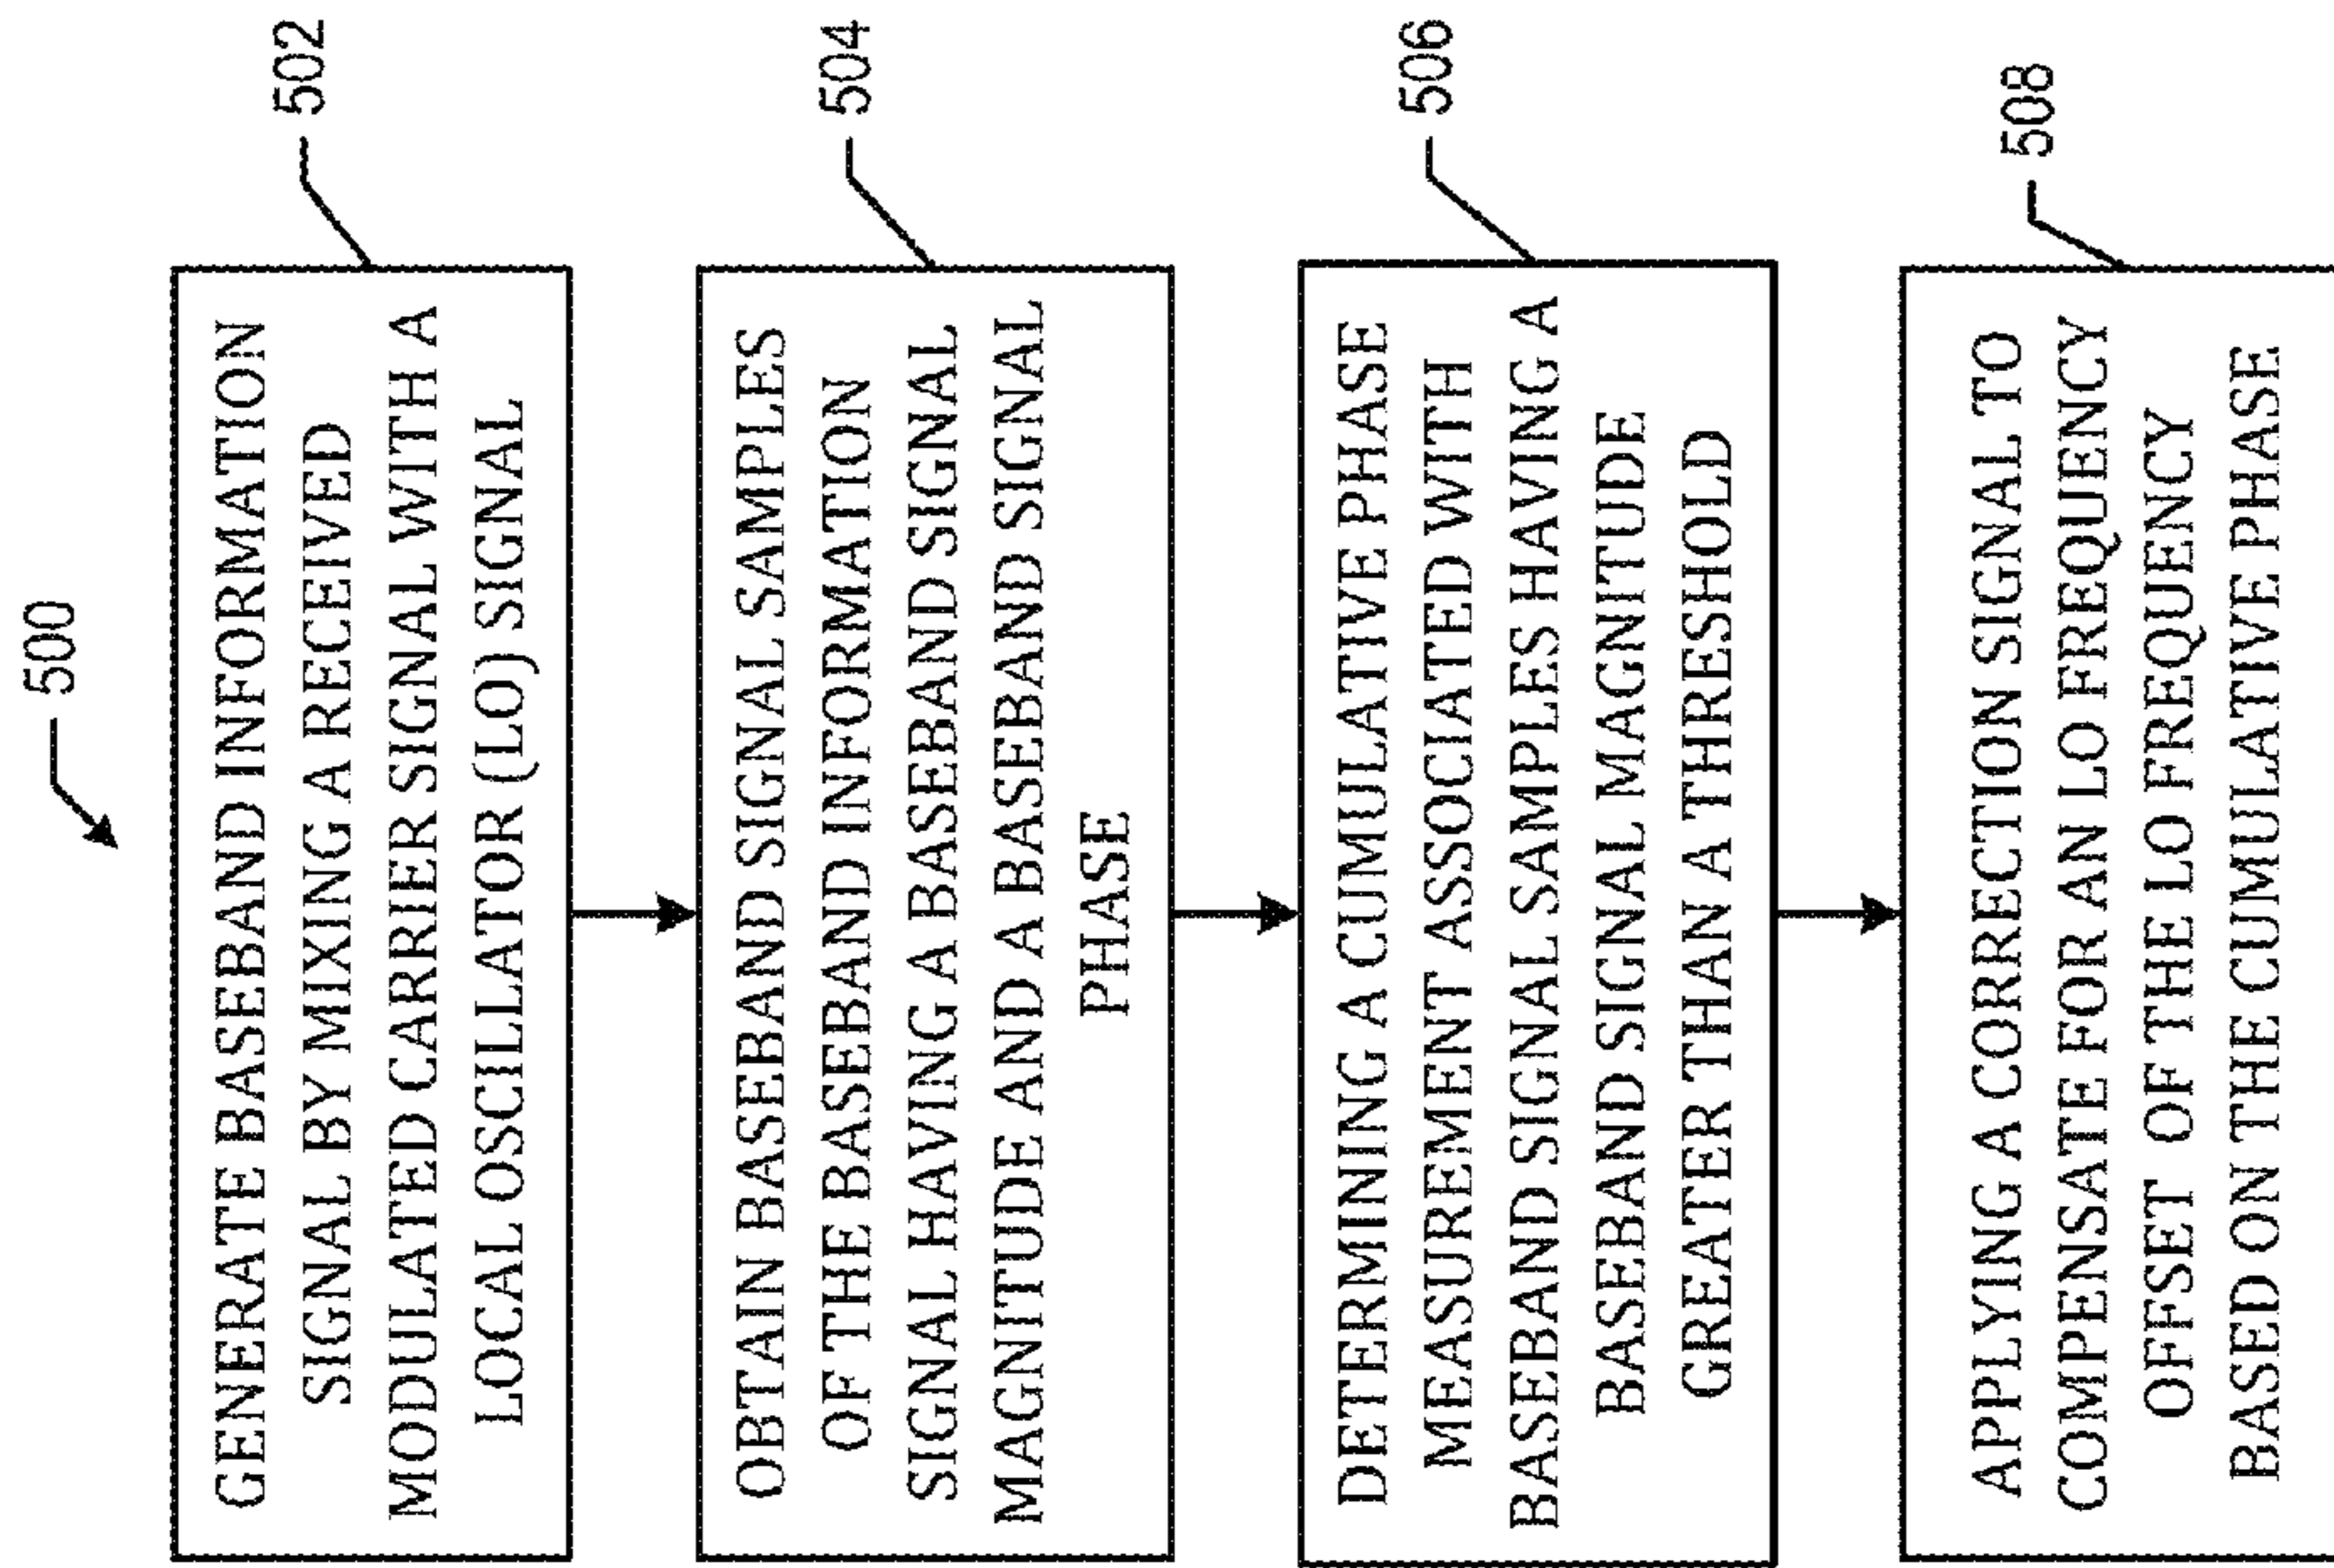 500
502
GENERATE BASEBAND INFORMATION
SIGNAL BY MIXING A RECEIVED
MODULATED CARRIER SIGNAL WITH A
LOCAL OSCILLATOR (LO) SIGNAL
504
OBTAIN BASEBAND SIGNAL SAMPLES
OF THE BASEBAND INFORMATION
SIGNAL HAVING A BASEBAND SIGNAL
MAGNITUDE AND A BASEBAND SIGNAL
PHASE
506
DETERMINING A CUMULATIVE PHASE
MEASUREMENT ASSOCIATED WITH
BASEBAND SIGNAL SAMPLES HAVING A
BASEBAND SIGNAL MAGNITUDE
GREATER THAN A THRESHOLD
508
APPLYING A CORRECTION SIGNAL TO
COMPENSATE FOR AN LO FREQUENCY
OFFSET OF THE LO FREQUENCY
BASED ON THE CUMULATIVE PHASE